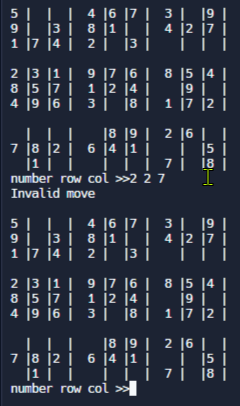 5 |  |  |  4 |6 |7 |  3 |  |9 |
9 |  |3 |  8 |1 |  |  4 |2 |7 |
1 |7 |4 |  2 |  |3 |    |  |  |
2 |3 |1 |  9 |7 |6 |  8 |5 |4 |
8 |5 |7 |  1 |2 |4 |    |9 |  |
4 |9 |6 |  3 |  |8 |  1 |7 |2 |
  |  |  |    |8 |9 |  2 |6 |  |
7 |8 |2 |  6 |4 |1 |    |  |5 |
  |1 |  |    |  |  |  7 |  |8 |
number row col >>2 2 7
Invalid move
5 |  |  |  4 |6 |7 |  3 |  |9 |
9 |  |3 |  8 |1 |  |  4 |2 |7 |
1 |7 |4 |  2 |  |3 |    |  |  |
2 |3 |1 |  9 |7 |6 |  8 |5 |4 |
8 |5 |7 |  1 |2 |4 |    |9 |  |
4 |9 |6 |  3 |  |8 |  1 |7 |2 |
  |  |  |    |8 |9 |  2 |6 |  |
7 |8 |2 |  6 |4 |1 |    |  |5 |
  |1 |  |    |  |  |  7 |  |8 |
number row col >>